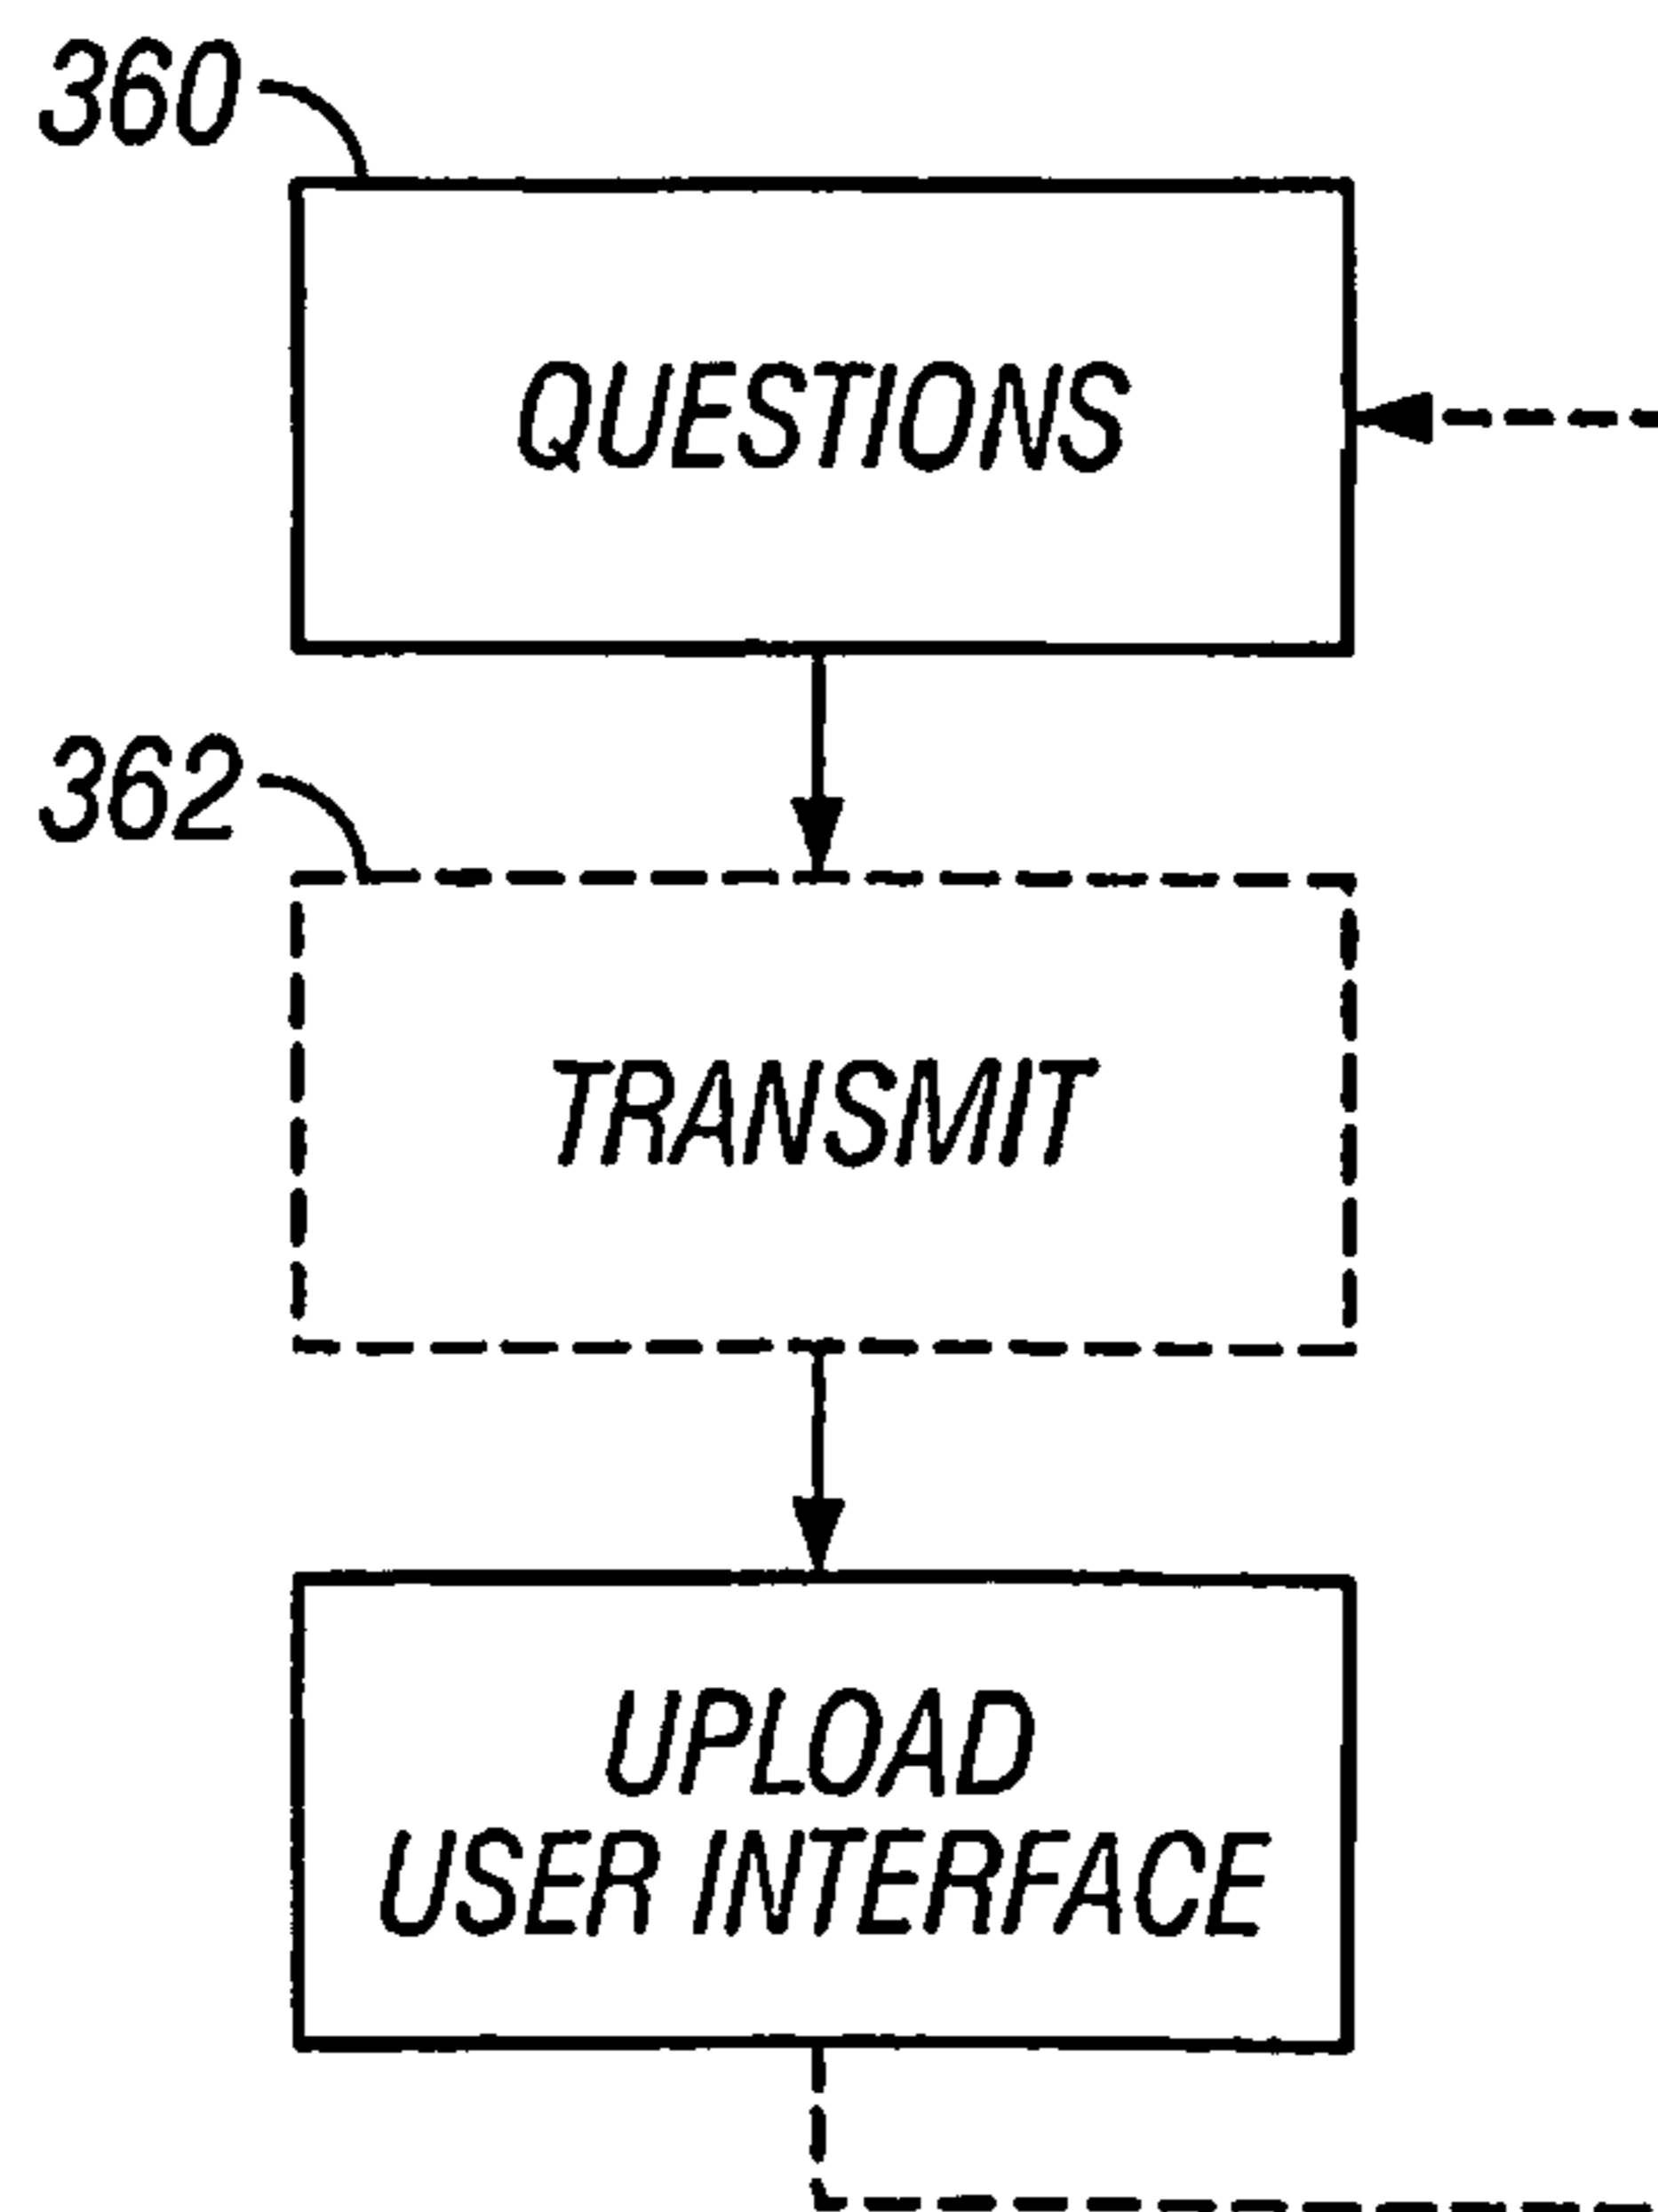 360
QUESTIONS
362
TRANSMIT
UPLOAD
USER INTERFACE